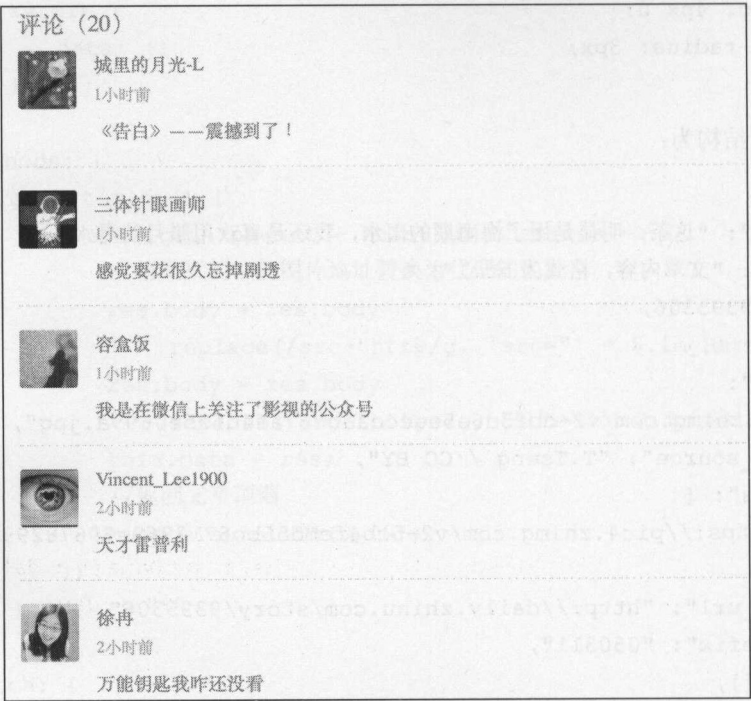 评论（20）
城里的月光-L
1小时前
《告白》——震撼到了！
三体针眼画师
1小时前
感觉要花很久忘掉剧透
容盒饭
1小时前
我是在微信上关注了影视的公众号
Vincent_Lee1900
2小时前
天才雷普利
徐冉
2小时前
万能钥匙我咋还没看